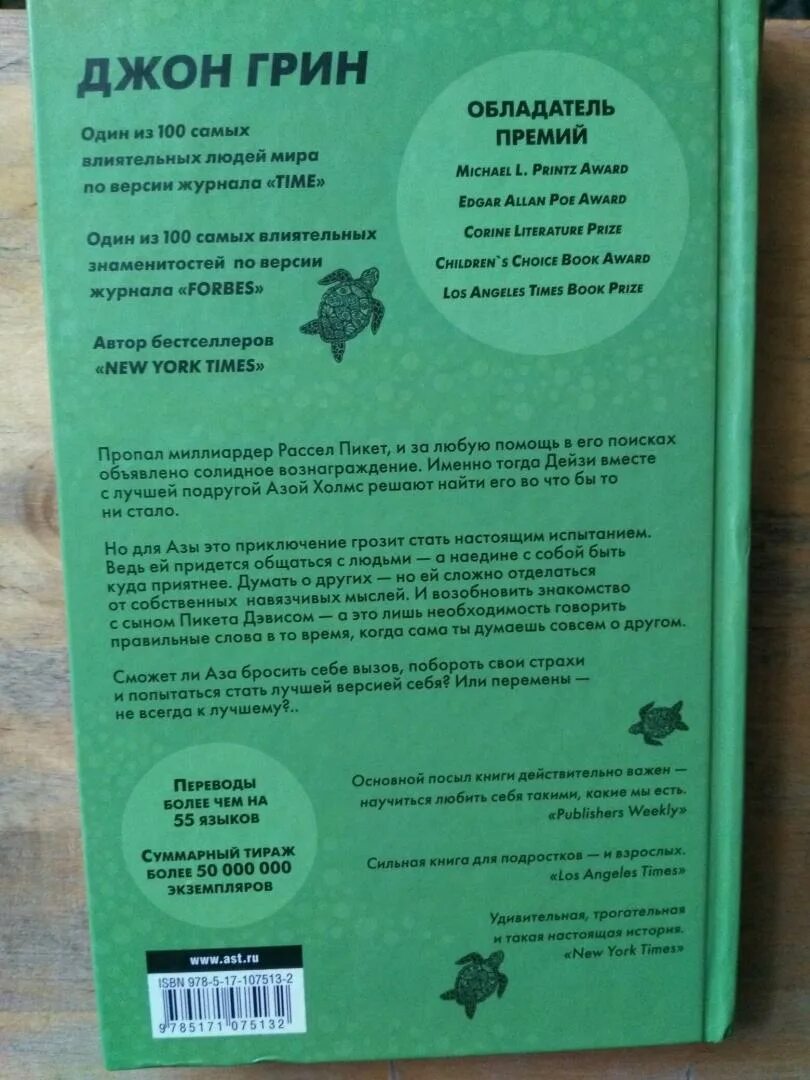 ДЖОН ГРИН
Один из 100 самых
влиятельных людей мира
по версии журнала «TIME»
Один из 100 самых влиятельных
знаменитостей по версии
журнала «FORBES»
Автор бестселлеров
«NEW YORK TIMES»
ОБЛАДАТЕЛЬ
ПРЕМИЙ
MICHAEL L. PRINTZ AWARD
EDGAR ALLAN POE AWARD
CORINE LITERATURE PRIZE
CHILDREN`S CHOICE BOOK AWARD
LOS ANGELES TIMES BOOK PRIZE
Пропал миллиардер Рассел Пикет, и за любую помощь в его поисках
объявлено солидное вознаграждение. Именно тогда Дейзи вместе
с лучшей подругой Азой Холмс решают найти его во что бы то
ни стало.
Но для Азы это приключение грозит стать настоящим испытанием.
Ведь ей придется общаться с людьми — а наедине с собой быть
куда приятнее. Думать о других — но ей сложно отделаться
от собственных навязчивых мыслей. И возобновить знакомство
с сыном Пикета Дэвисом — а это лишь необходимость говорить
правильные слова в то время, когда сама ты думаешь совсем о другом.
Сможет ли Аза бросить себе вызов, побороть свои страхи
и попытаться стать лучшей версией себя? Или перемены —
не всегда к лучшему?..
ПЕРЕВОДЫ
БОЛЕЕ ЧЕМ НА
55 ЯЗЫКОВ
СУММАРНЫЙ ТИРАЖ
БОЛЕЕ 50 000 000
ЭКЗЕМПЛЯРОВ
Основной посыл книги действительно важен —
научиться любить себя такими, какие мы есть.
«Publishers Weekly»
Сильная книга для подростков — и взрослых.
«Los Angeles Times»
Удивительная, трогательная
и такая настоящая история.
«New York Times»
www.ast.ru
ISBN 978-5-17-107513-2
9 785171 075132